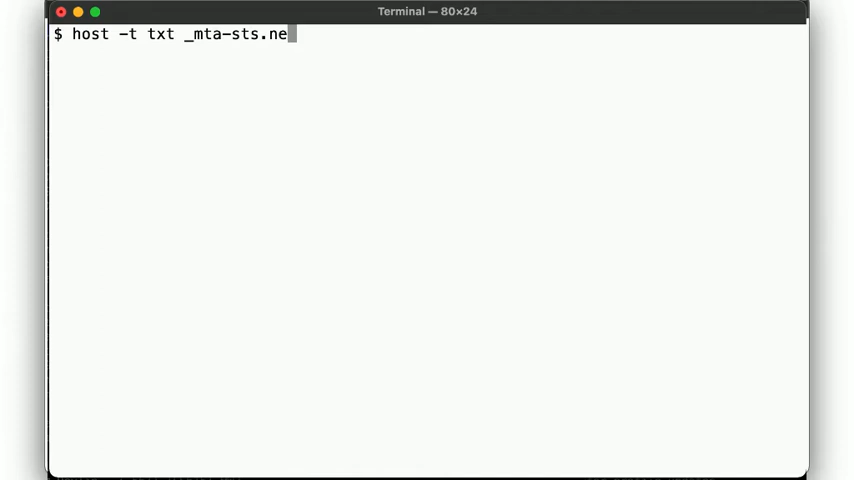 Terminal — 80×24
$ host -t txt _mta-sts.ne